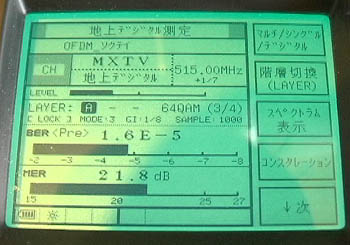 地上デジタル測定
OFDM ソクテイ
マルチ/シングル
/デジタル
CH
MXTV
地上デジタル
515.00MHz
+1/7
階層切換
(LAYER)
LEVEL
LAYER: A - - 64QAM (3/4)
C LOCK MODE:3 GI:1/8 SAMPLE: 1000
スペクトラム
表示
BER <Pre> 1.6E-5
-2 -3 -4 -5 -6 -7 -8
コンスタレーション
MER 21.8 dB
15 20 25 27
↓次